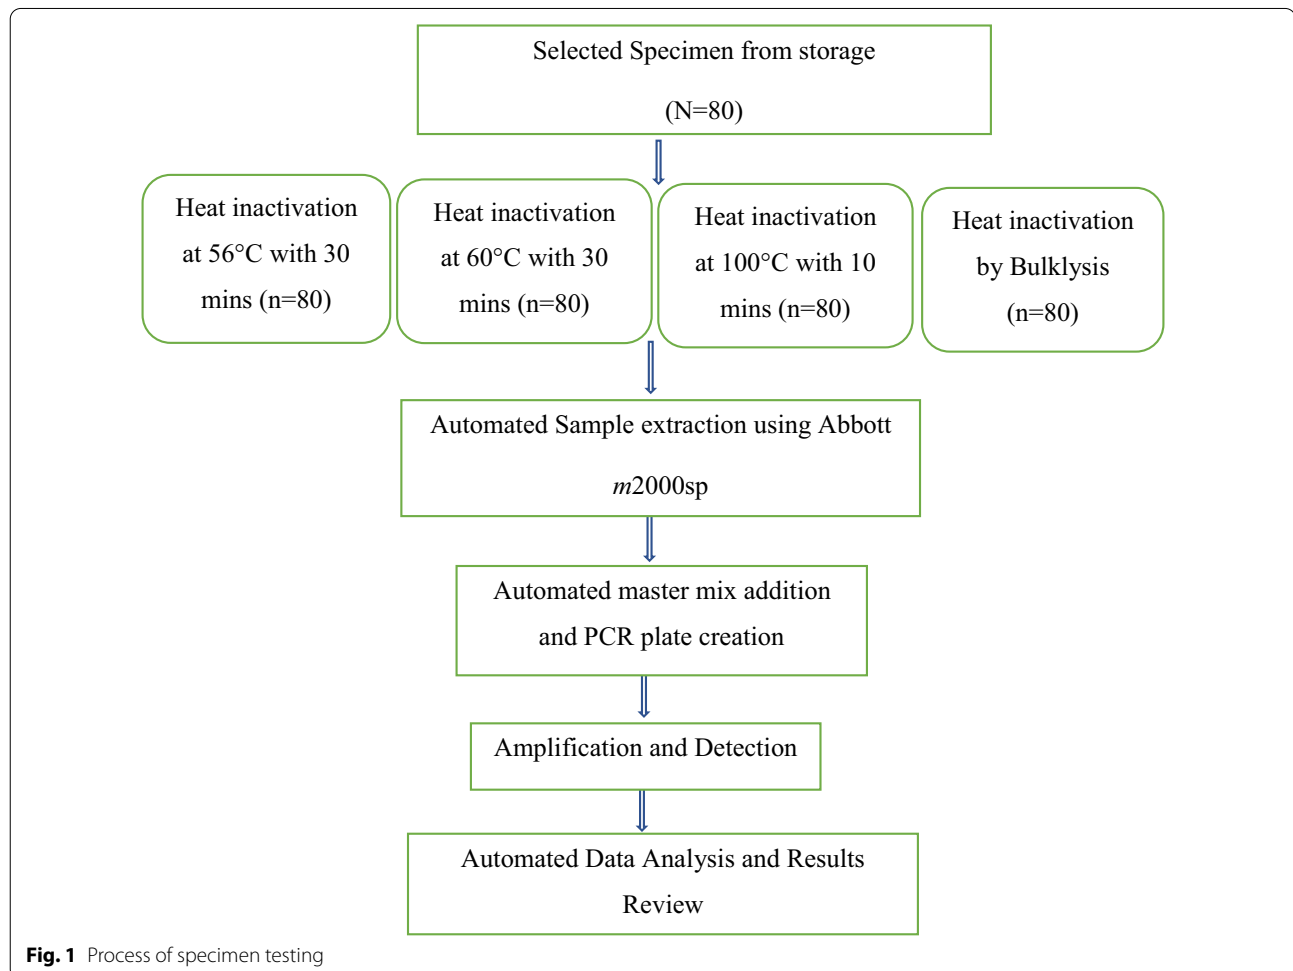 Selected Specimen from storage
(N=80)
Heat inactivation
at 56°C with 30
mins (n=80)
Heat inactivation
at 60°C with 30
mins (n=80)
Heat inactivation
at 100°C with 10
mins (n=80)
Heat inactivation
by Bulklysis
(n=80)
Automated Sample extraction using Abbott
m2000sp
Automated master mix addition
and PCR plate creation
Amplification and Detection
Automated Data Analysis and Results
Review
Fig. 1 Process of specimen testing